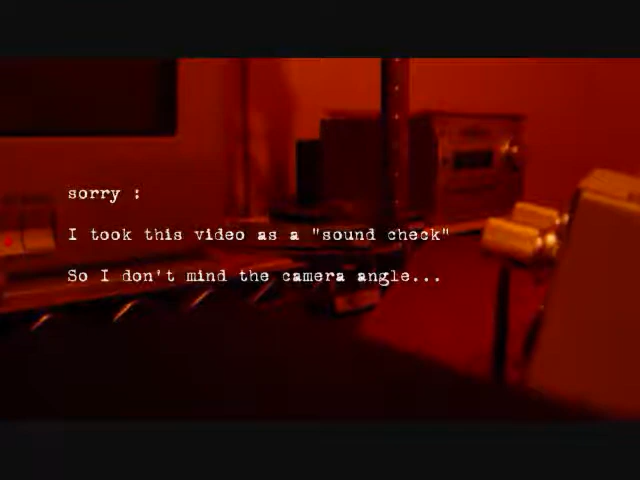 sorry :
I took this video as a "sound check"
So I don't mind the camera angle...